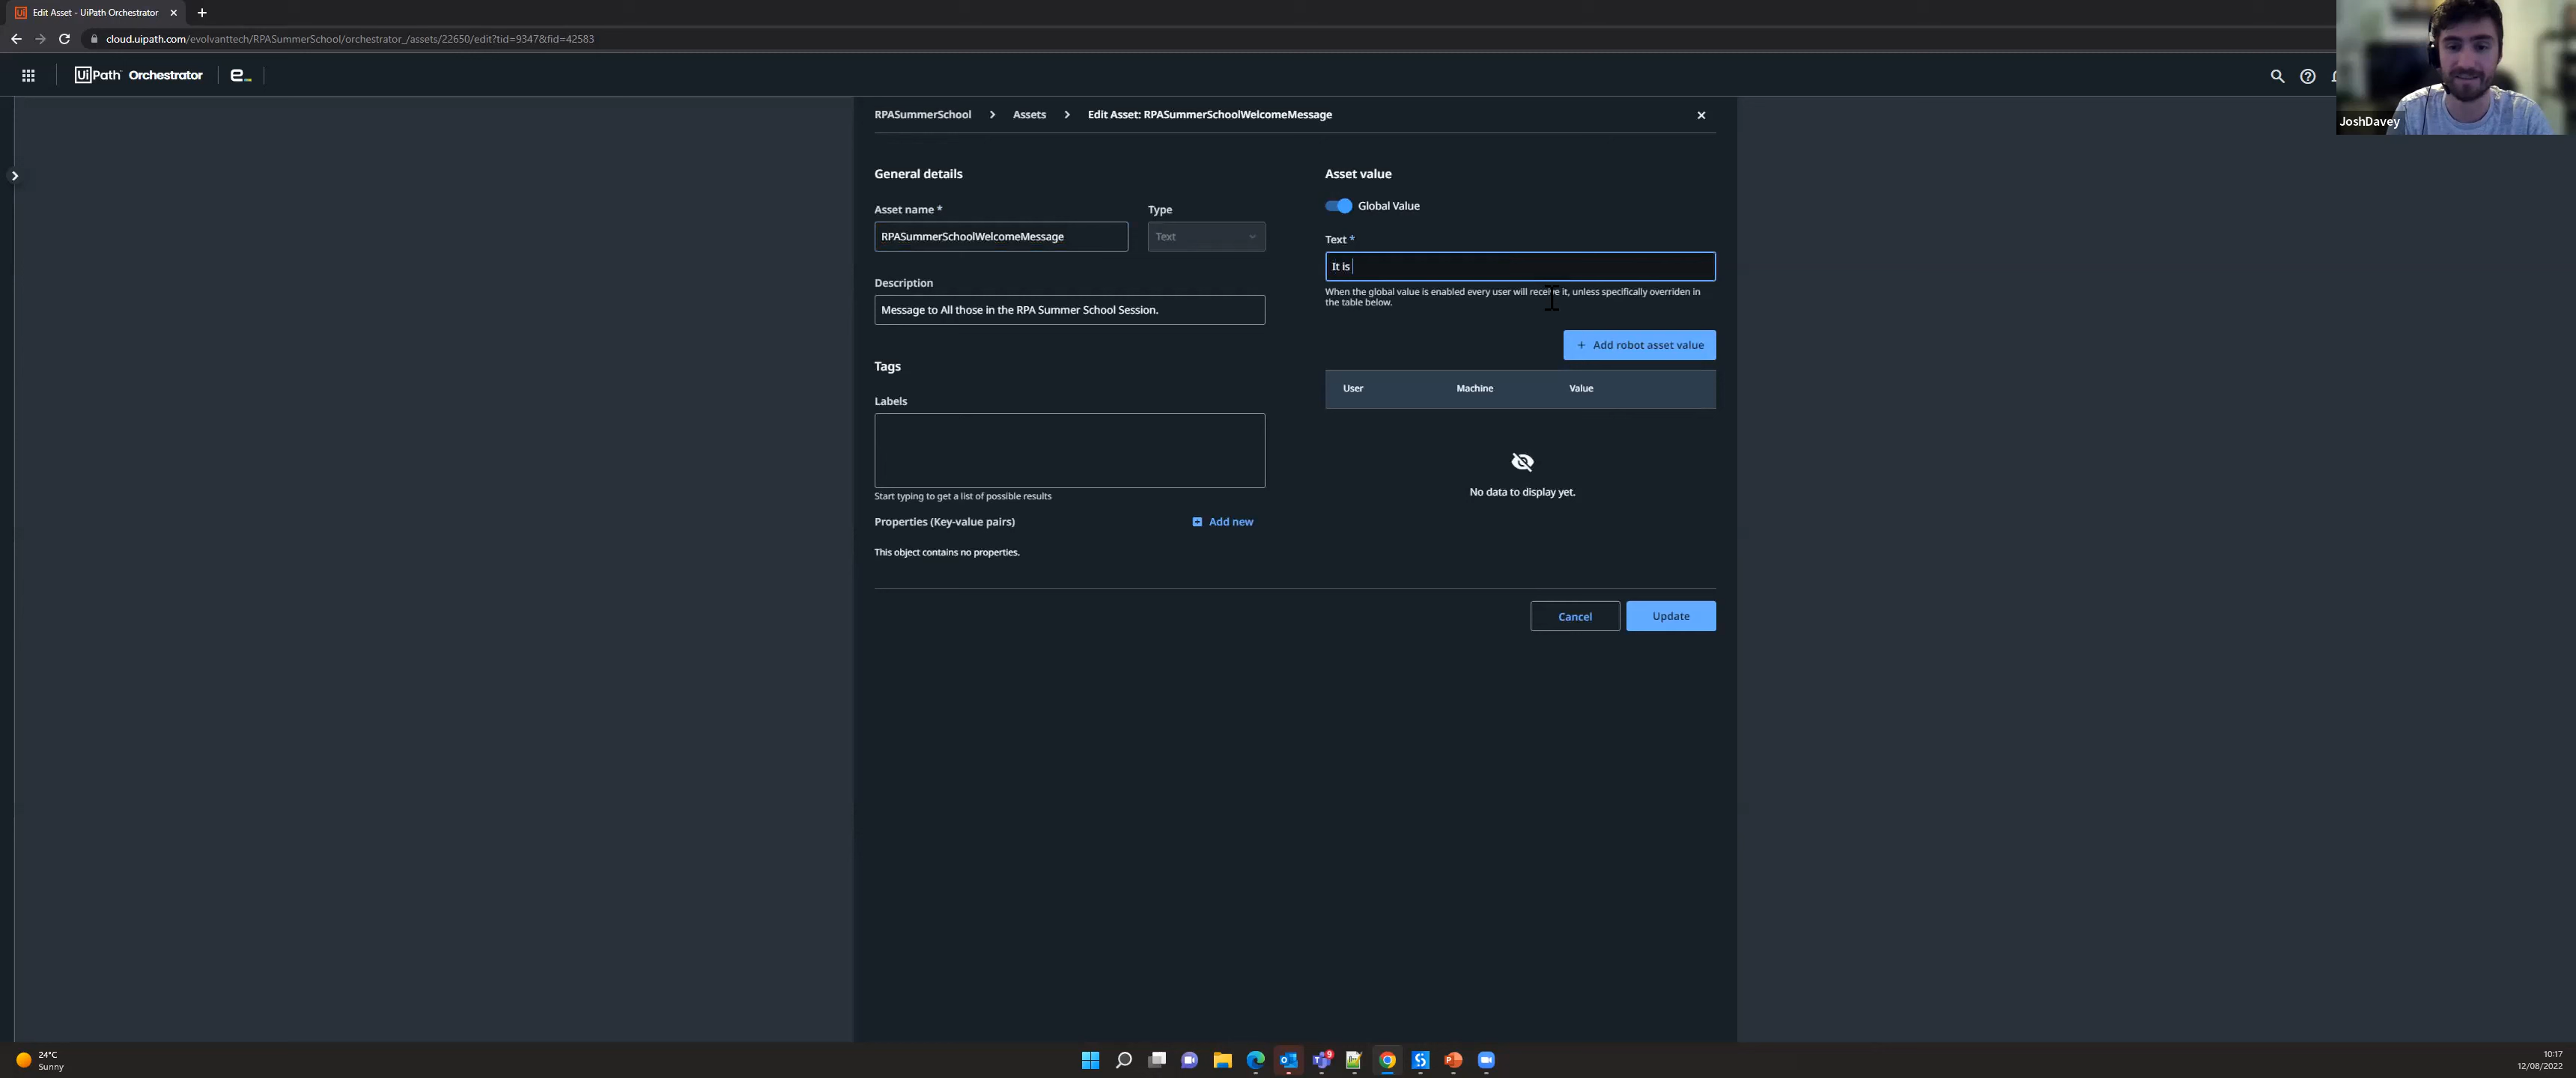 Edit Asset - UiPath Orchestrator
cloud.uipath.com/evolvanttech/RPASummerSchool/orchestrator_/assets/22650/edit?tid=9347&fid=42583
UiPath Orchestrator
e_
JoshDavey
RPASummerSchool > Assets > Edit Asset: RPASummerSchoolWelcomeMessage
General details
Asset name *
Type
RPASummerSchoolWelcomeMessage
Text
Description
Message to All those in the RPA Summer School Session.
Tags
Labels
Start typing to get a list of possible results
Properties (Key-value pairs)
Add new
This object contains no properties.
Asset value
Global Value
Text *
It is
When the global value is enabled every user will receive it, unless specifically overriden in
the table below.
+ Add robot asset value
User Machine Value
No data to display yet.
Cancel
Update
24°C
Sunny
9
10:17
12/08/2022